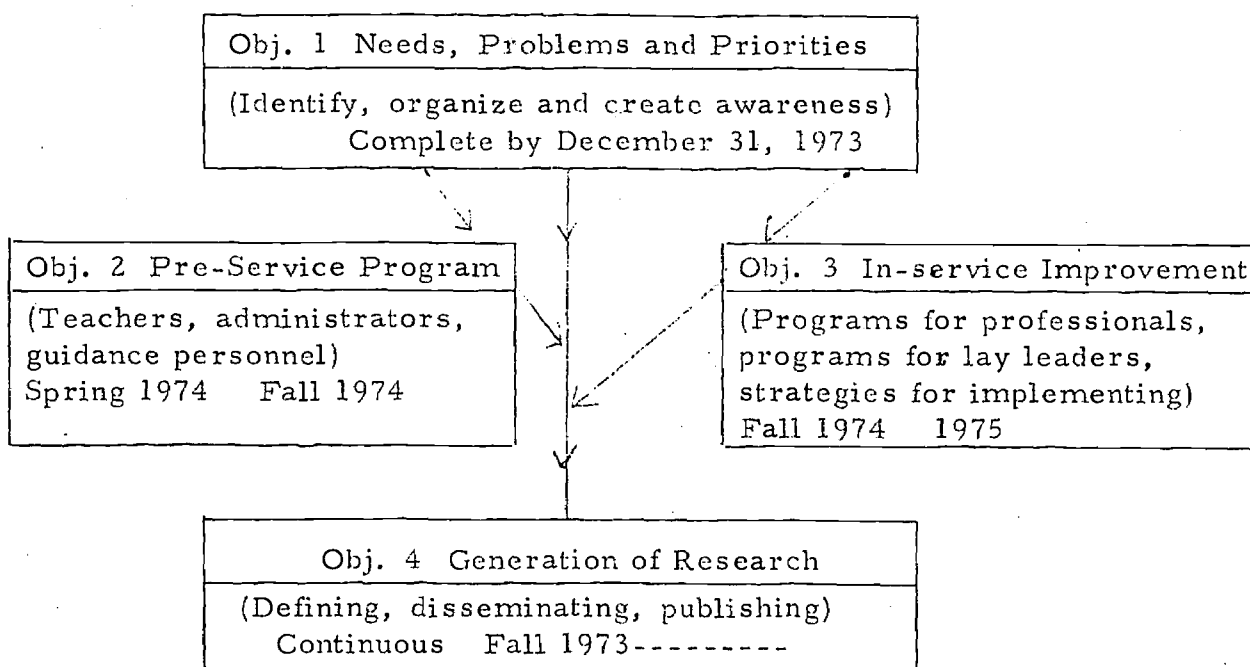 Obj. 1 Needs, Problems and Priorities
(Identify, organize and create awareness)
Complete by December 31, 1973
Obj. 2 Pre-Service Program
(Teachers, administrators,
guidance personnel)
Spring 1974 Fall 1974
Obj. 3 In-service Improvement
(Programs for professionals,
programs for lay leaders,
strategies for implementing)
Fall 1974 1975
Obj. 4 Generation of Research
(Defining, disseminating, publishing)
Continuous Fall 1973---------